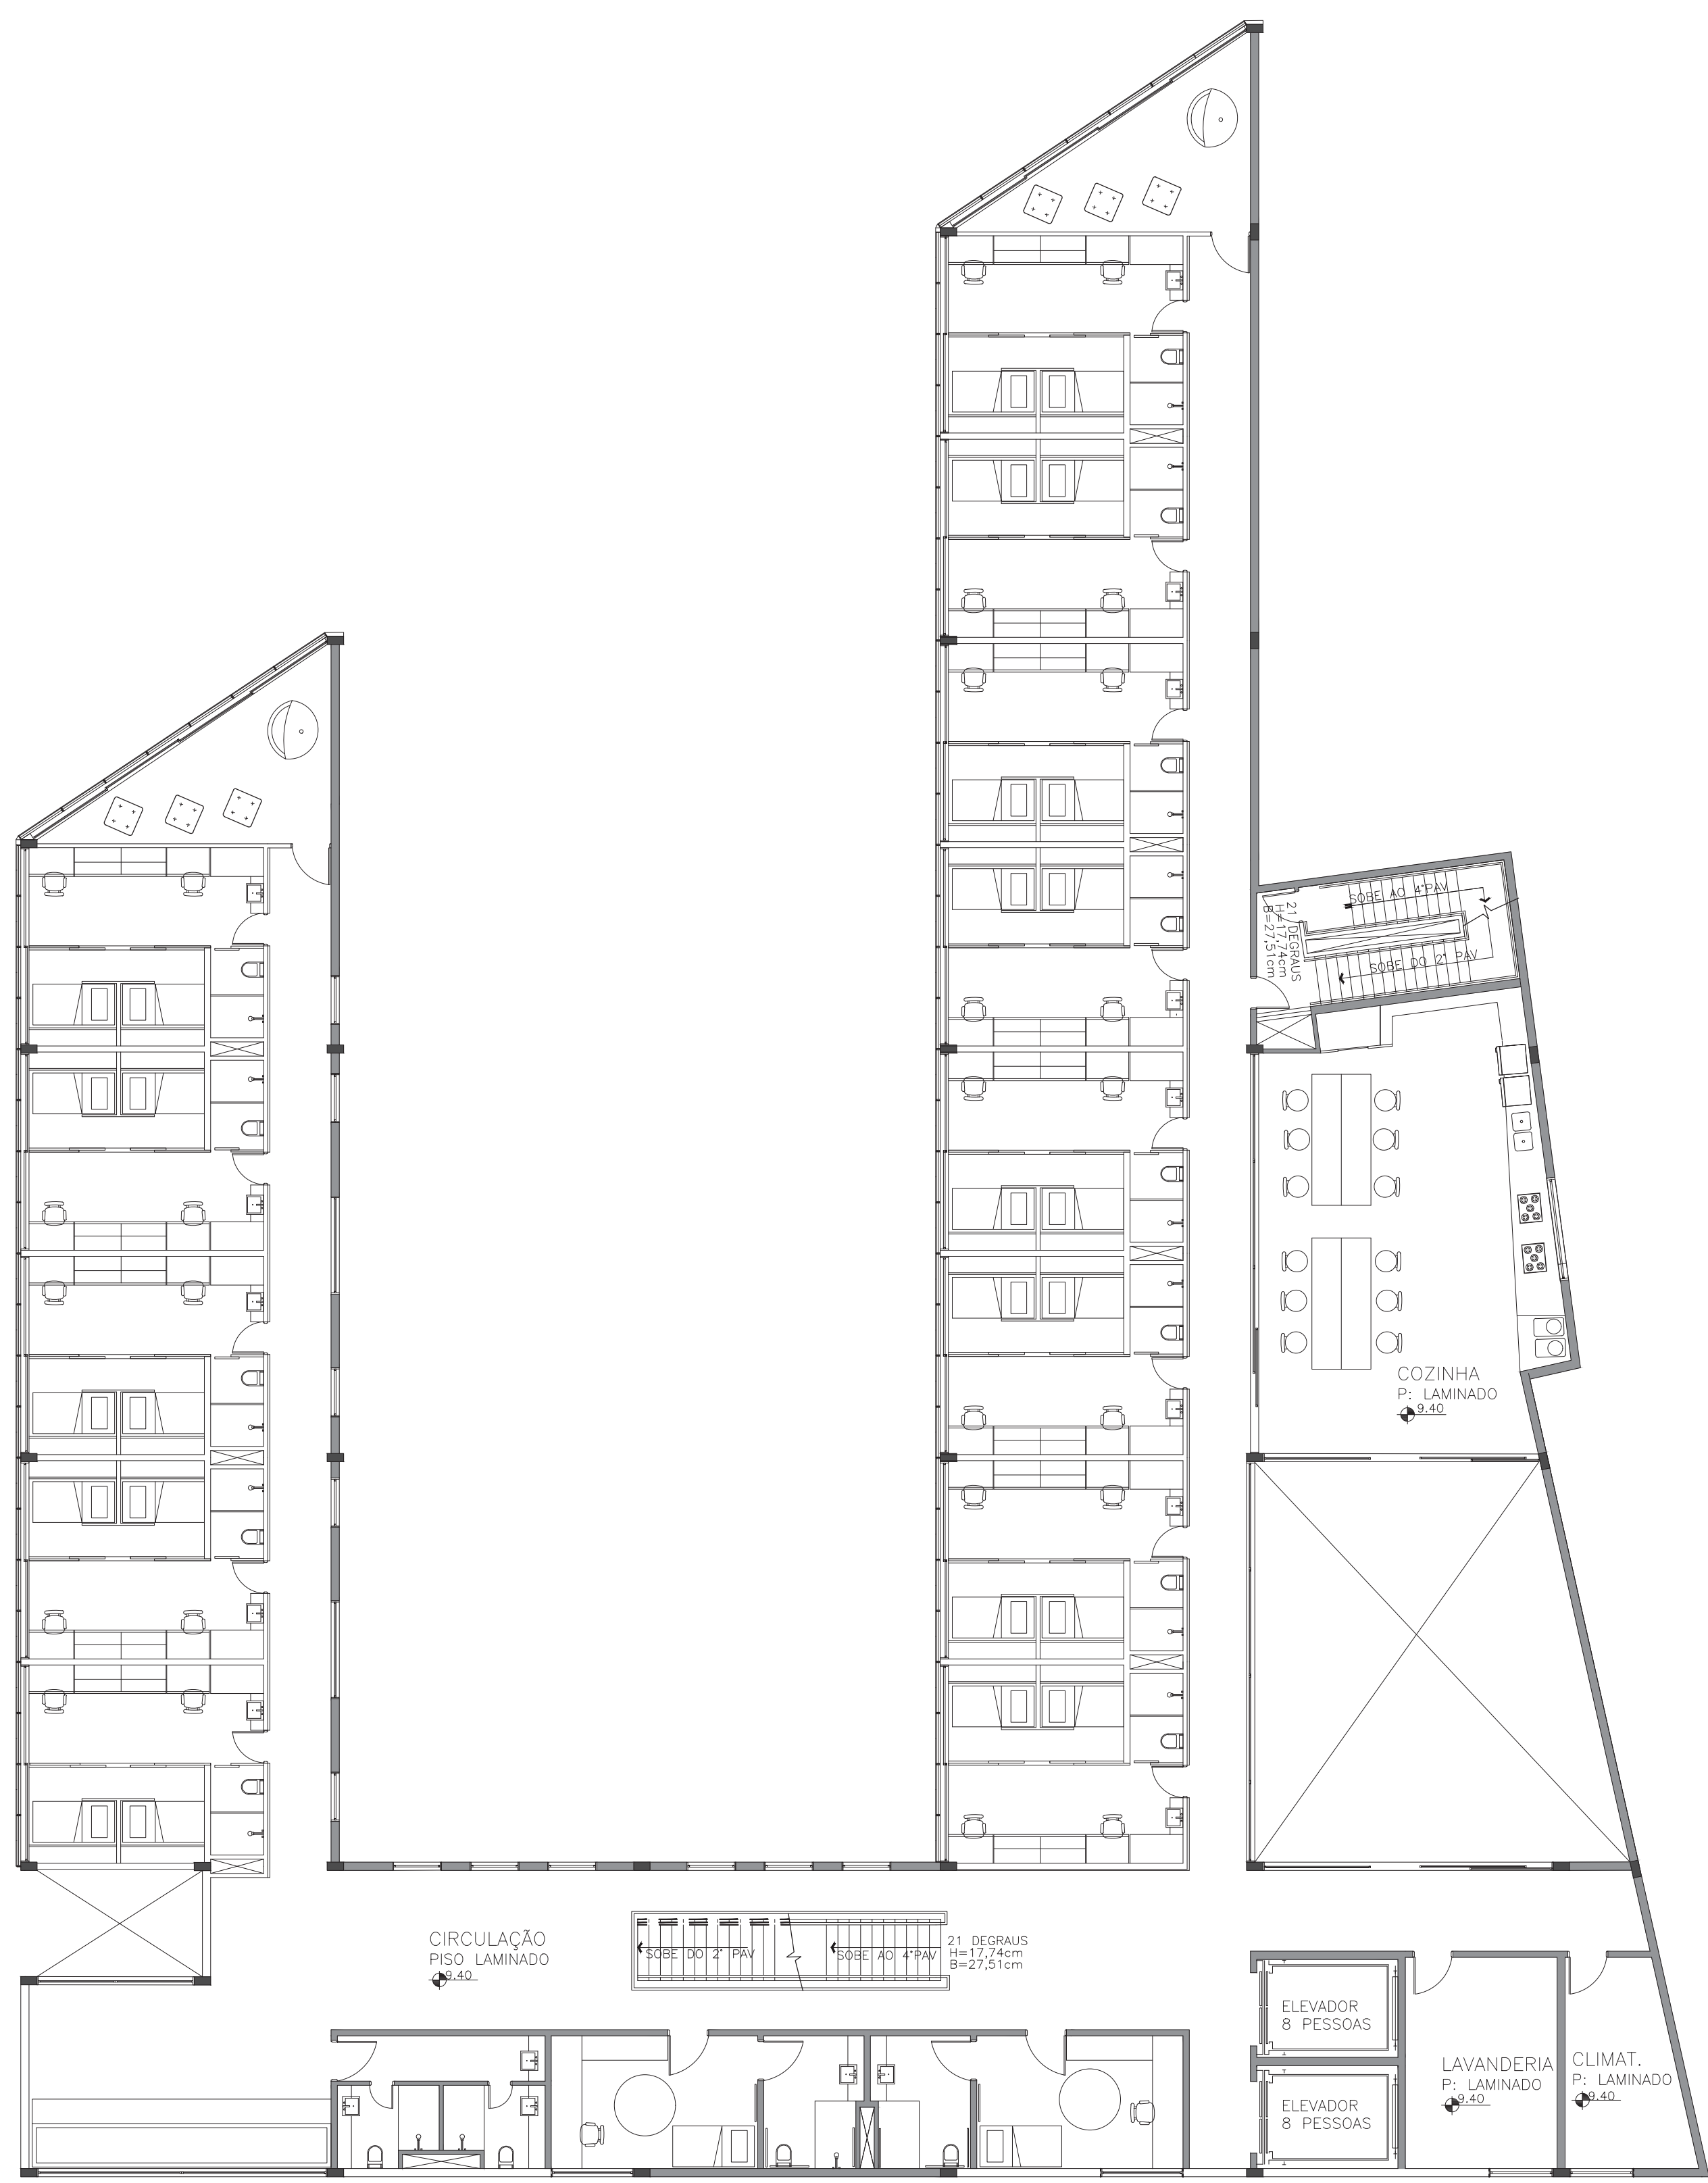 SOBE AO 4°PAV
21 DEGRAUS
H=17,74cm
B=27,51cm
SOBE DO 2° PAV
COZINHA
P: LAMINADO
9.40
CIRCULAÇÃO
PISO LAMINADO
9.40
SOBE DO 2° PAV
SOBE AO 4°PAV
21 DEGRAUS
H=17,74cm
B=27,51cm
ELEVADOR
8 PESSOAS
ELEVADOR
8 PESSOAS
LAVANDERIA
P: LAMINADO
9.40
CLIMAT.
P: LAMINADO
9.40